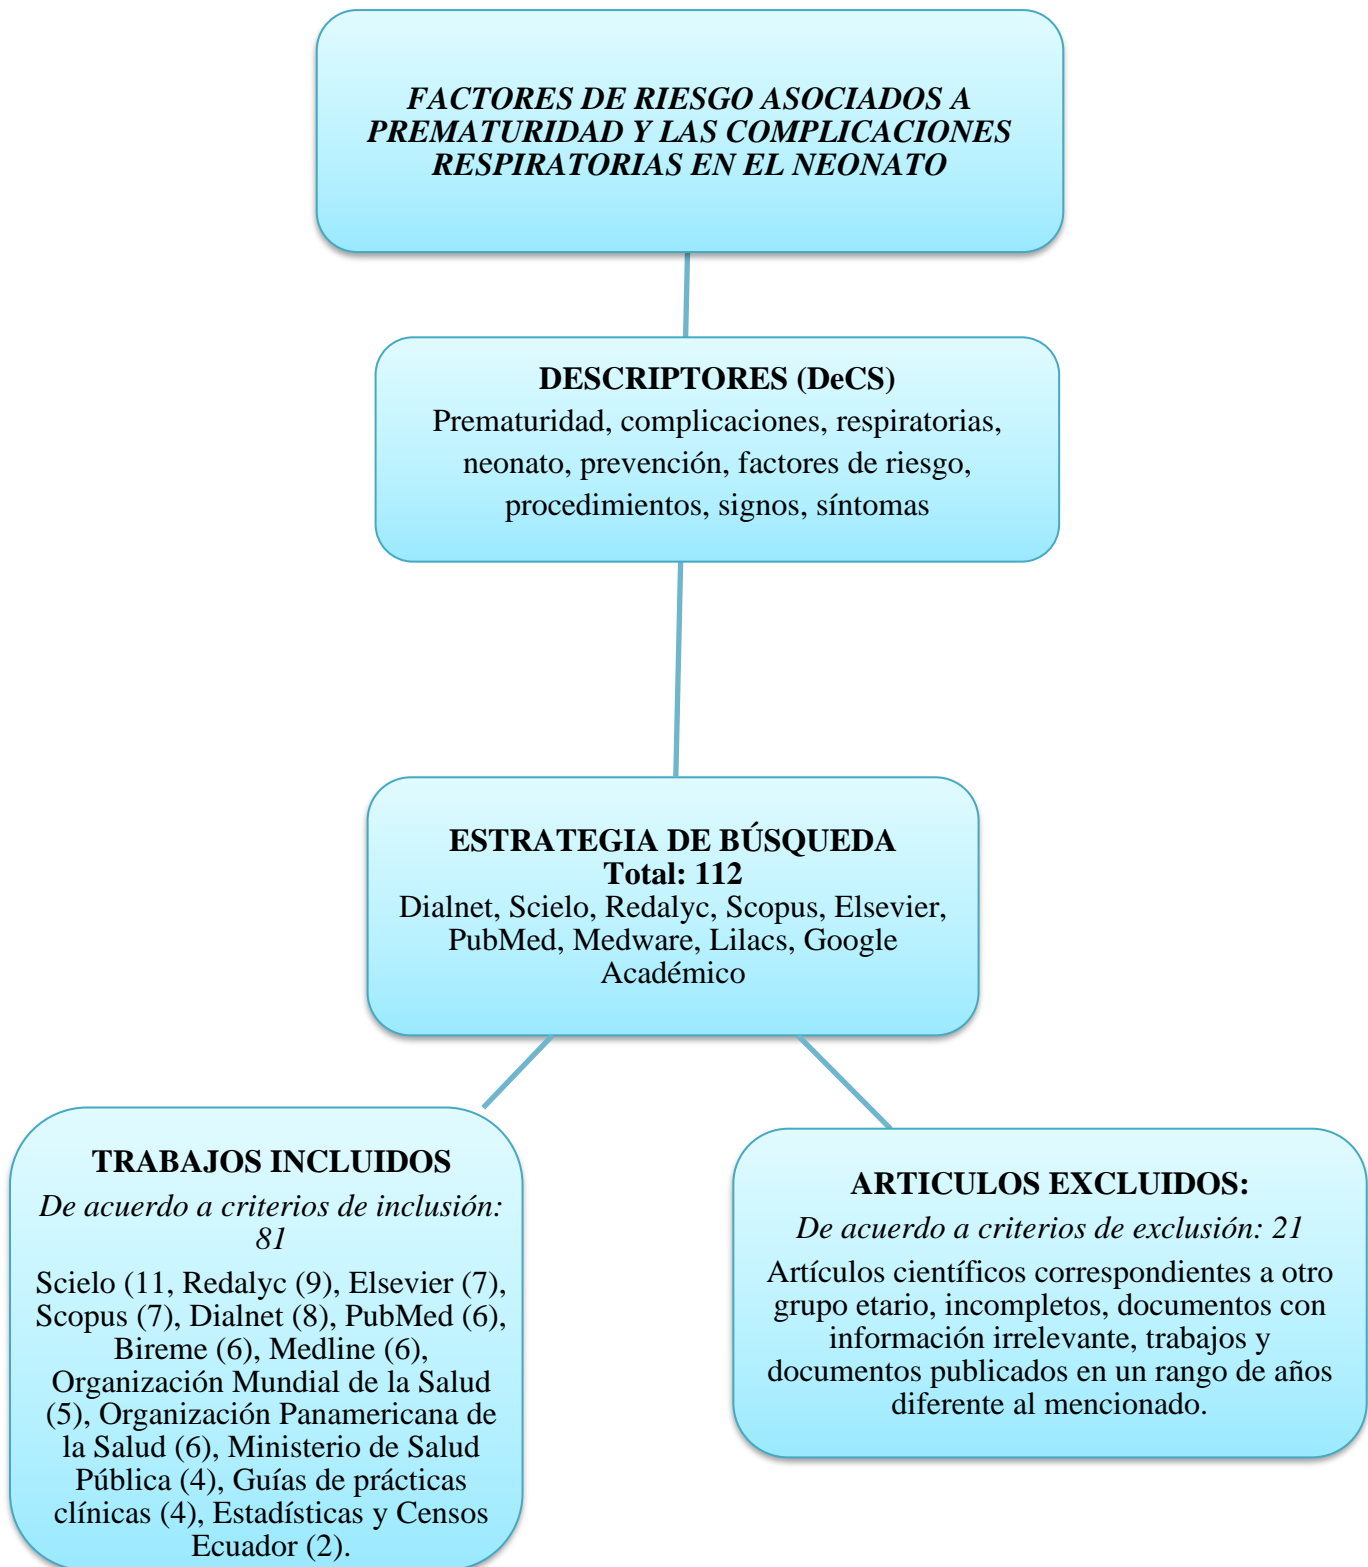 FACTORES DE RIESGO ASOCIADOS A
PREMATURIDAD Y LAS COMPLICACIONES
RESPIRATORIAS EN EL NEONATO
DESCRIPTORES (DeCS)
Prematuridad, complicaciones, respiratorias,
neonato, prevención, factores de riesgo,
procedimientos, signos, síntomas
ESTRATEGIA DE BÚSQUEDA
Total: 112
Dialnet, Scielo, Redalyc, Scopus, Elsevier,
PubMed, Medware, Lilacs, Google
Académico
TRABAJOS INCLUIDOS
De acuerdo a criterios de inclusión:
81
Scielo (11, Redalyc (9), Elsevier (7),
Scopus (7), Dialnet (8), PubMed (6),
Bireme (6), Medline (6),
Organización Mundial de la Salud
(5), Organización Panamericana de
la Salud (6), Ministerio de Salud
Pública (4), Guías de prácticas
clínicas (4), Estadísticas y Censos
Ecuador (2).
ARTICULOS EXCLUIDOS:
De acuerdo a criterios de exclusión: 21
Artículos científicos correspondientes a otro
grupo etario, incompletos, documentos con
información irrelevante, trabajos y
documentos publicados en un rango de años
diferente al mencionado.